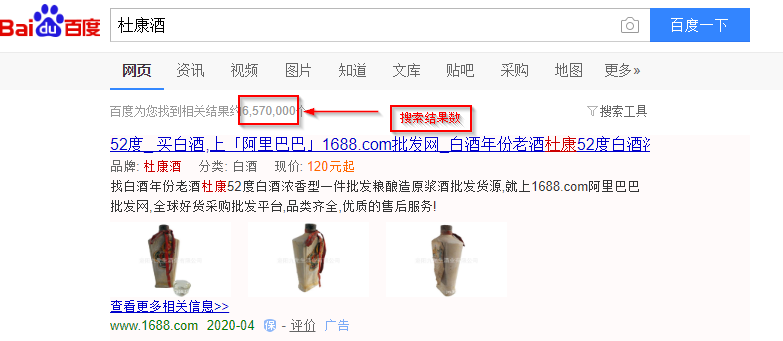 Bai du 百度 杜康酒 百度一下
网页 资讯 视频 图片 知道 文库 贴吧 采购 地图 更多»
百度为您找到相关结果约6,570,000个 搜索结果数 搜索工具
52度_ 买白酒,上「阿里巴巴」1688.com批发网_白酒年份老酒杜康52度白酒
品牌: 杜康酒 分类: 白酒 现价: 120元起
找白酒年份老酒杜康52度白酒浓香型一件批发粮酿造原浆酒批发货源,就上1688.com阿里巴巴
批发网,全球好货采购批发平台,品类齐全,优质的售后服务!
查看更多相关信息>>
www.1688.com 2020-04 保 - 评价 广告